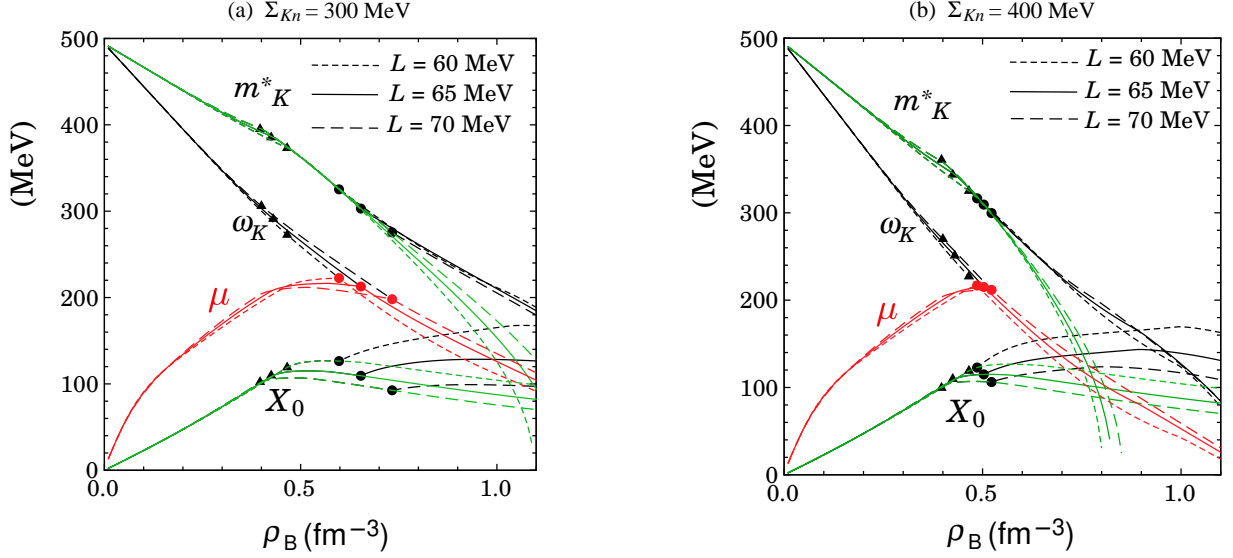 (a) Σ_Kn = 300 MeV
500
400
300
200
100
0
(MeV)
L = 60 MeV
L = 65 MeV
L = 70 MeV
m*_K
ω_K
μ
X_0
0.0 0.5 1.0
ρ_B (fm⁻³)
(b) Σ_Kn = 400 MeV
500
400
300
200
100
0
(MeV)
L = 60 MeV
L = 65 MeV
L = 70 MeV
m*_K
ω_K
μ
X_0
0.0 0.5 1.0
ρ_B (fm⁻³)